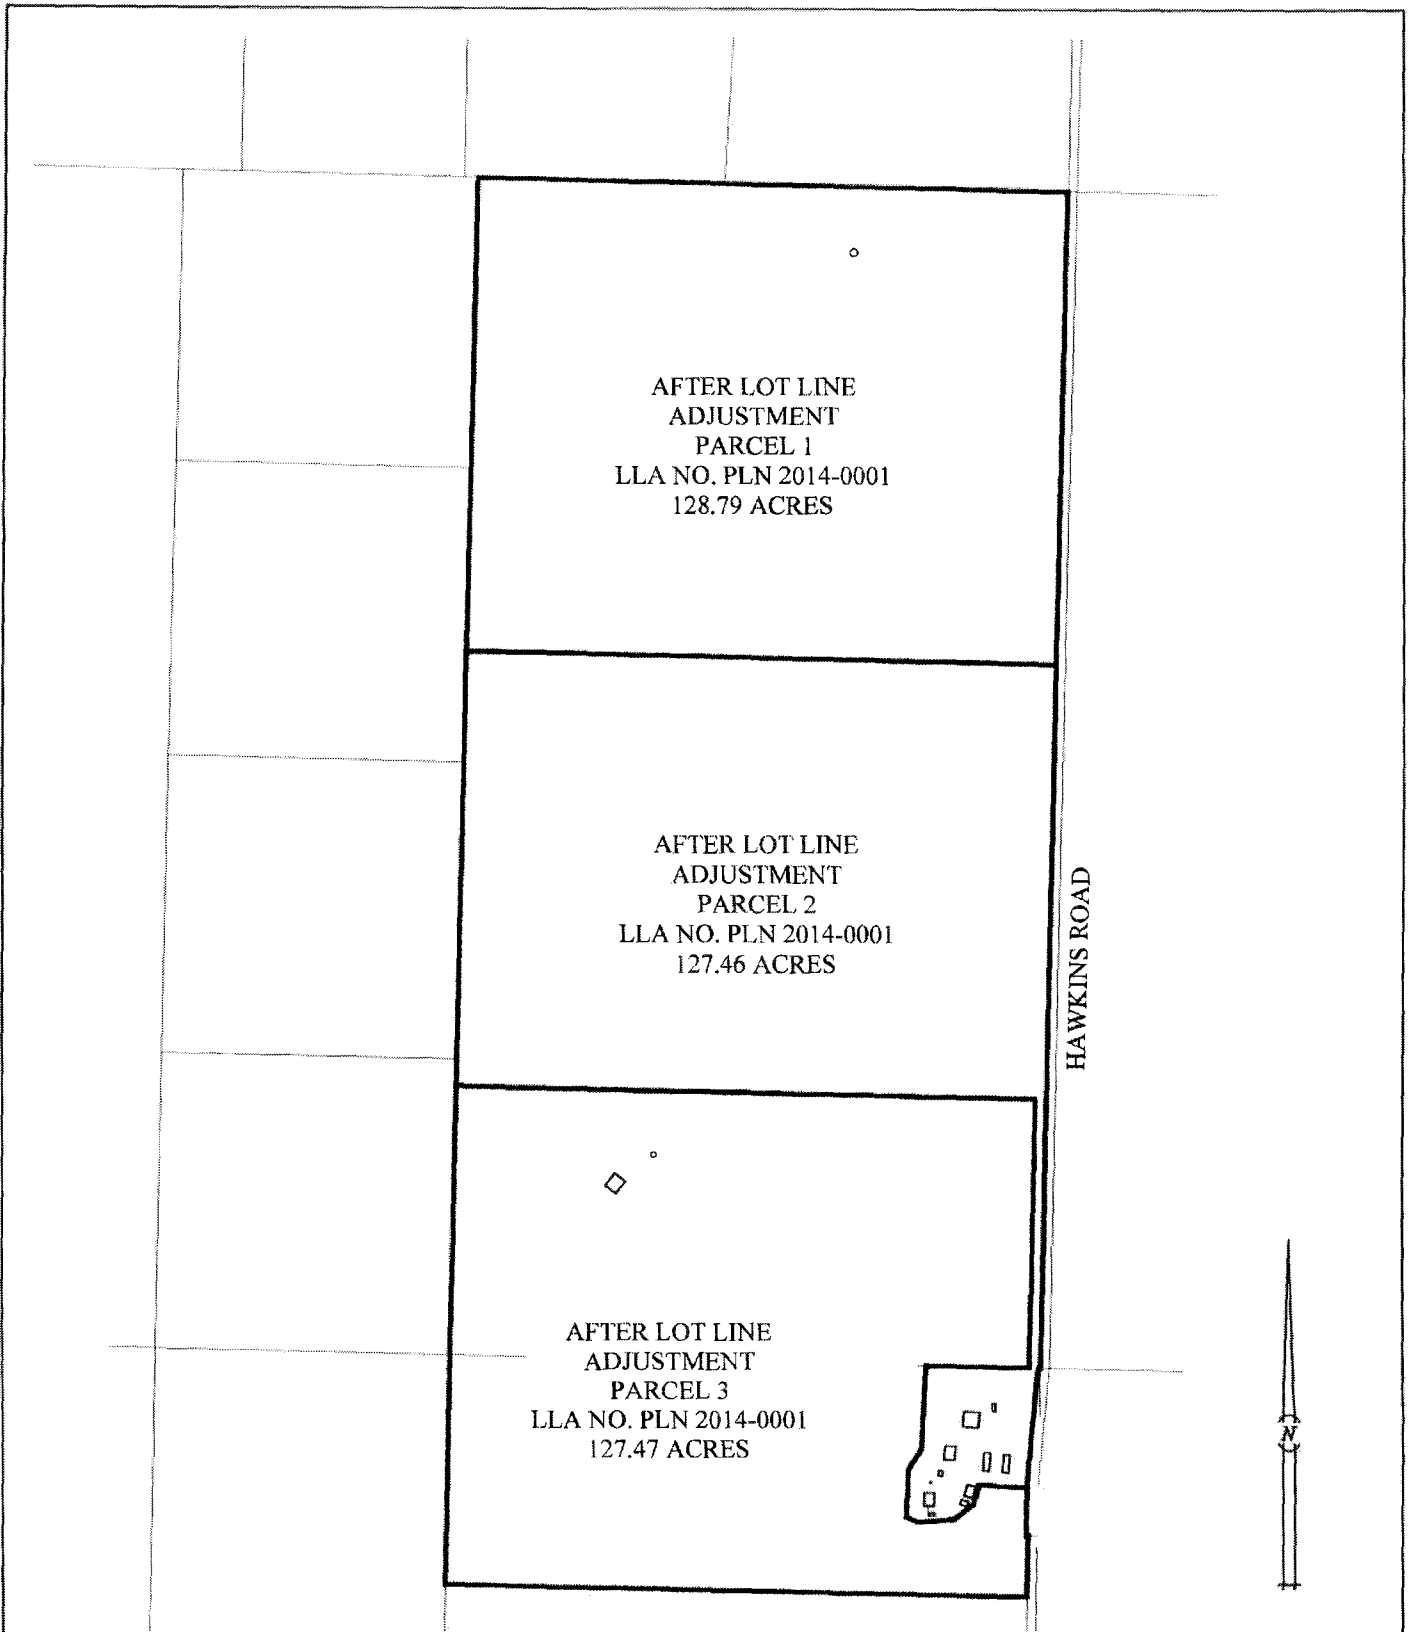 AFTER LOT LINE
ADJUSTMENT
PARCEL 1
LLA NO. PLN 2014-0001
128.79 ACRES
AFTER LOT LINE
ADJUSTMENT
PARCEL 2
LLA NO. PLN 2014-0001
127.46 ACRES
HAWKINS ROAD
AFTER LOT LINE
ADJUSTMENT
PARCEL 3
LLA NO. PLN 2014-0001
127.47 ACRES
N